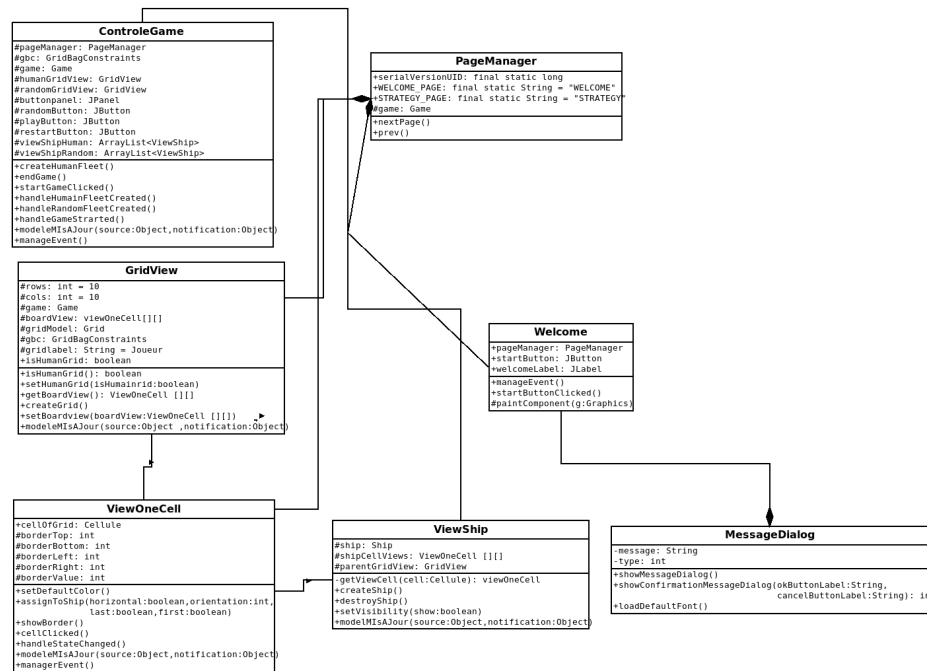 ControleGame
#pageManager: PageManager
#gbc: GridBagConstraints
#game: Game
#humanGridView: GridView
#randomGridView: GridView
#buttonpanel: JPanel
#randomButton: JButton
#playButton: JButton
#restartButton: JButton
#viewShipHuman: ArrayList<ViewShip>
#viewShipRandom: ArrayList<ViewShip>
+createHumanFleet()
+endGame()
+startGameClicked()
+handleHumainFleetCreated()
+handleRandomFleetCreated()
+handleGameStrarted()
+modeleMIsAJour(source:Object,notification:Object)
+manageEvent()
PageManager
+serialVersionUID: final static long
+WELCOME_PAGE: final static String = "WELCOME"
+STRATEGY_PAGE: final static String = "STRATEGY"
#game: Game
+nextPage()
+prev()
GridView
#rows: int = 10
#cols: int = 10
#game: Game
#boardView: viewOneCell[][]
#gridModel: Grid
#gbc: GridBagConstraints
#gridlabel: String = Joueur
+isHumanGrid: boolean
+isHumanGrid(): boolean
+setHumanGrid(isHumainrid:boolean)
+getBoardView(): ViewOneCell [][]
+createGrid()
+setBoardview(boardView:ViewOneCell [][])
+modeleMIsAJour(source:Object ,notification:Object)
Welcome
+pageManager: PageManager
+startButton: JButton
+welcomeLabel: JLabel
+manageEvent()
+startButtonClicked()
#paintComponent(g:Graphics)
ViewOneCell
+cellOfGrid: Cellule
#borderTop: int
#borderBottom: int
#borderLeft: int
#borderRight: int
#borderValue: int
+setDefaultColor()
+assignToShip(horizontal:boolean,orientation:int,
last:boolean,first:boolean)
+showBorder()
+cellClicked()
+handleStateChanged()
+modeleMIsAJour(source:Object,notification:Object)
+managerEvent()
ViewShip
#ship: Ship
#shipCellViews: ViewOneCell [][]
#parentGridView: GridView
-getViewCell(cell:Cellule): viewOneCell
+createShip()
+destroyShip()
+setVisibility(show:boolean)
+modelMIsAJour(source:Object,notification:Object)
MessageDialog
-message: String
-type: int
+showMessageDialog()
+showConfirmationMessageDialog(okButtonLabel:String,
cancelButtonLabel:String):
+loadDefaultFont()